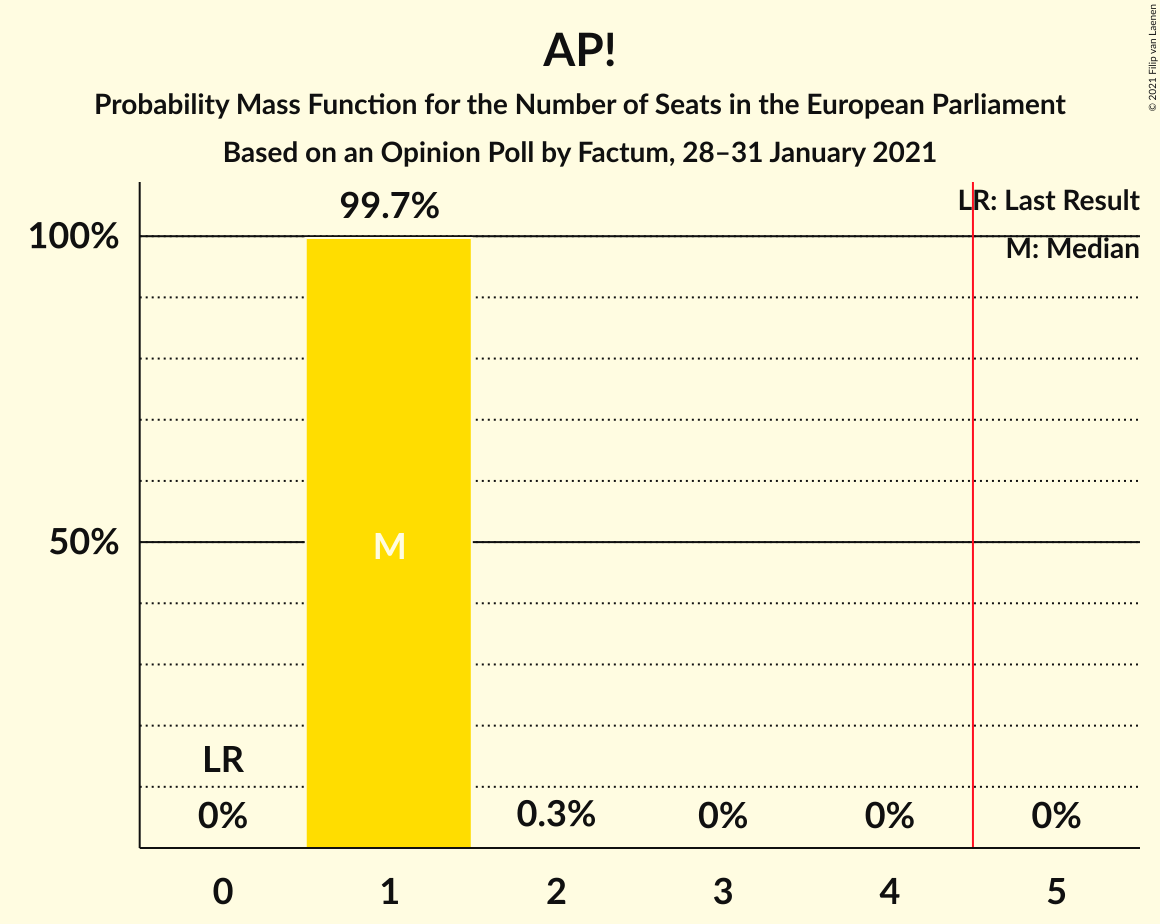 AP!
Probability Mass Function for the Number of Seats in the European Parliament
Based on an Opinion Poll by Factum, 28–31 January 2021
© 2021 Filip van Laenen
LR: Last Result
M: Median
99.7%
100%
50%
M
LR
0%
0.3%
0%
0%
0%
0
1
2
3
4
5